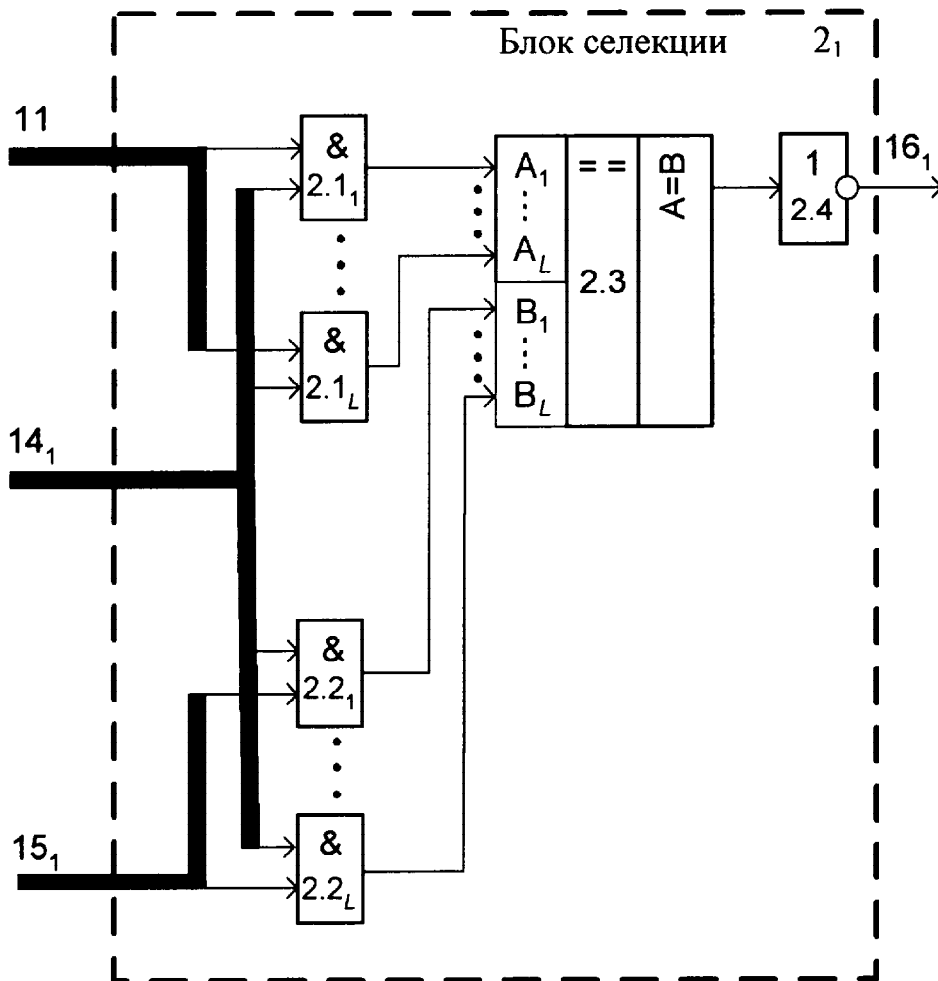 Блок селекции 2₁
11
&
2.1₁
&
2.1_L
14₁
&
2.2₁
15₁
&
2.2_L
A₁
A_L
B₁
B_L
==
2.3
A=B
1
2.4
16₁